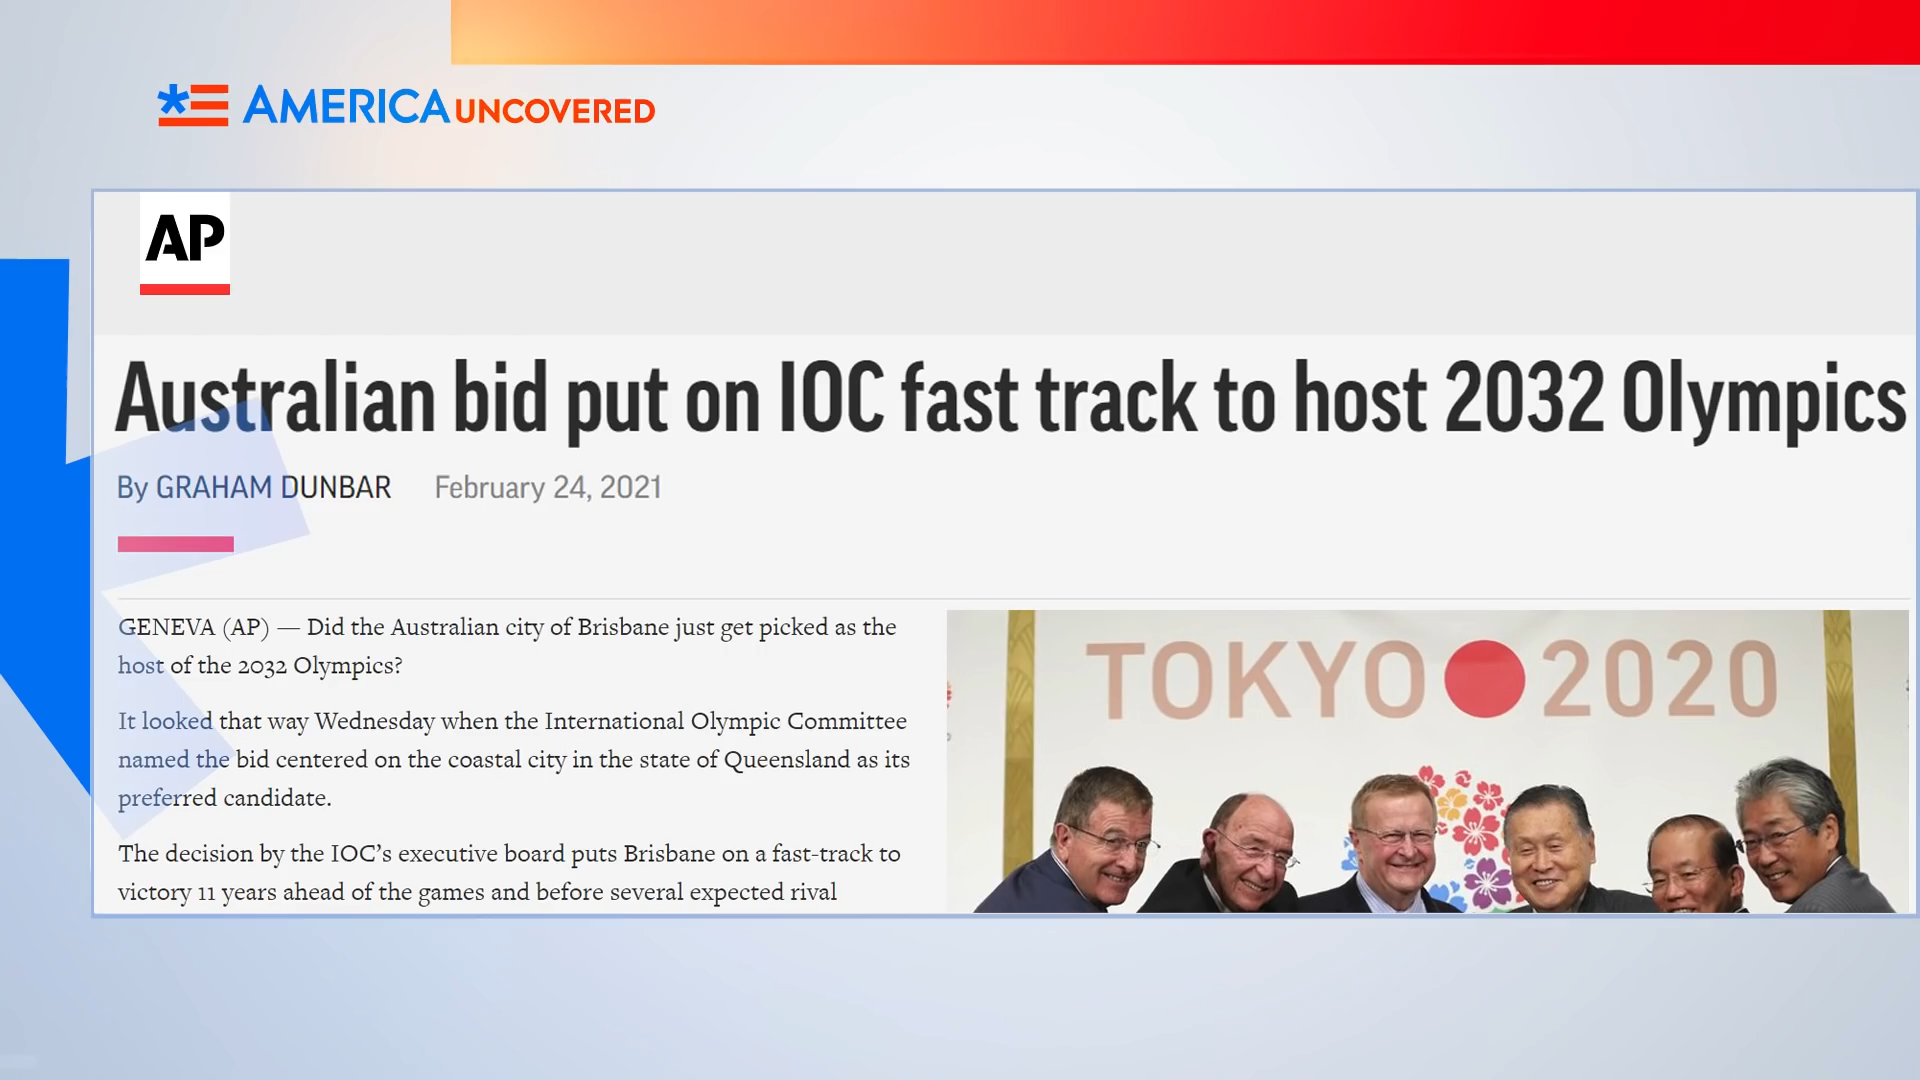 AMERICA UNCOVERED
AP
Australian bid put on IOC fast track to host 2032 Olympics
By GRAHAM DUNBAR February 24, 2021
GENEVA (AP) — Did the Australian city of Brisbane just get picked as the
host of the 2032 Olympics?
It looked that way Wednesday when the International Olympic Committee
named the bid centered on the coastal city in the state of Queensland as its
preferred candidate.
The decision by the IOC’s executive board puts Brisbane on a fast-track to
victory 11 years ahead of the games and before several expected rival
TOKYO 2020